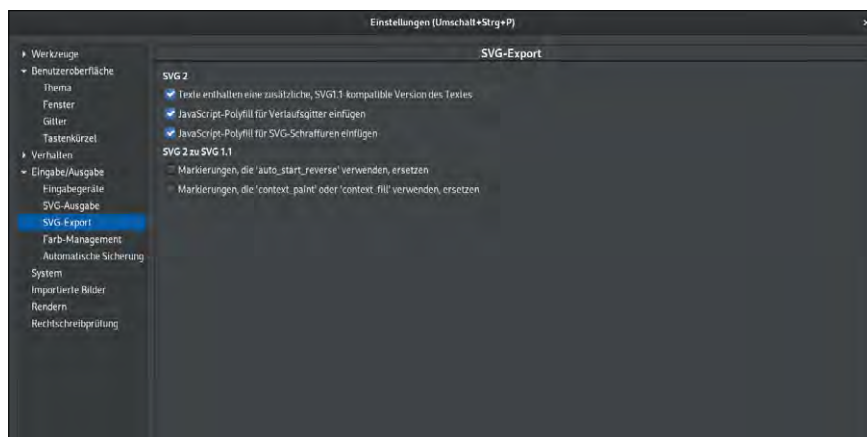 Einstellungen (Umschalt+Strg+P)
Werkzeuge
Benutzeroberfläche
Thema
Fenster
Gitter
Tastenkürzel
Verhalten
Eingabe/Ausgabe
Eingabegeräte
SVG-Ausgabe
SVG-Export
Farb-Management
Automatische Sicherung
System
Importierte Bilder
Rendern
Rechtschreibprüfung
SVG-Export
SVG 2
Texte enthalten eine zusätzliche, SVG1.1-kompatible Version des Textes
JavaScript-Polyfill für Verlaufsgitter einfügen
JavaScript-Polyfill für SVG-Schraffuren einfügen
SVG 2 zu SVG 1.1
Markierungen, die 'auto_start_reverse' verwenden, ersetzen
Markierungen, die 'context_paint' oder 'context_fill' verwenden, ersetzen